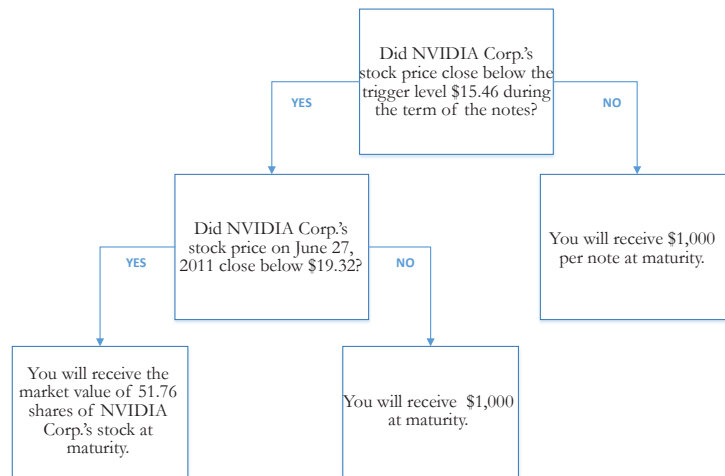 Did NVIDIA Corp.'s
stock price close below the
trigger level $15.46 during
the term of the notes?
YES
NO
Did NVIDIA Corp.'s
stock price on June 27,
2011 close below $19.32?
You will receive $1,000
per note at maturity.
YES
NO
You will receive the
market value of 51.76
shares of NVIDIA
Corp.'s stock at
maturity.
You will receive $1,000
at maturity.